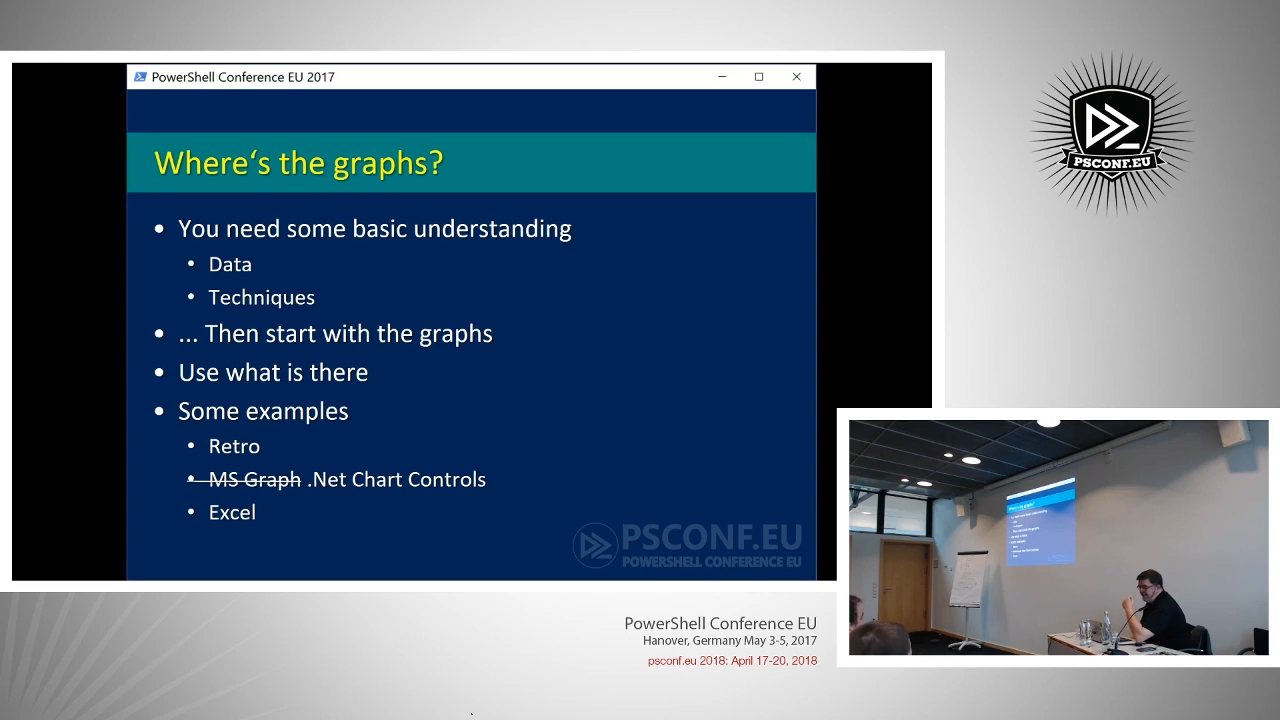 PowerShell Conference EU 2017
Where‘s the graphs?
• You need some basic understanding
• Data
• Techniques
• ... Then start with the graphs
• Use what is there
• Some examples
• Retro
• MS Graph .Net Chart Controls
• Excel
PSCONF.EU
POWERSHELL CONFERENCE EU
PSCONF.EU
PowerShell Conference EU
Hanover, Germany May 3-5, 2017
psconf.eu 2018: April 17-20, 2018